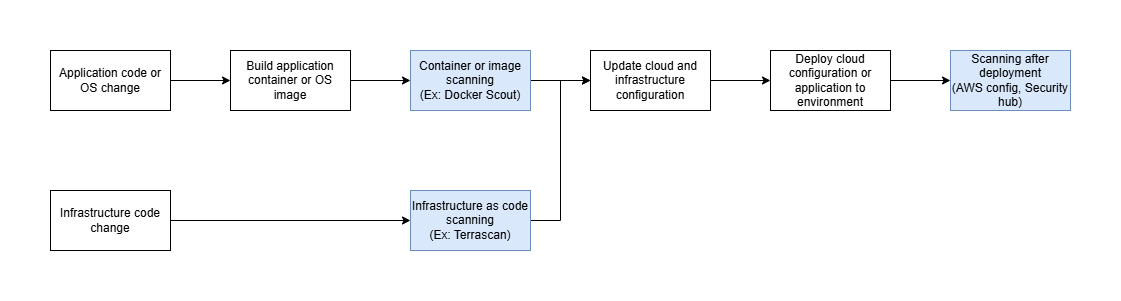 Application code or
OS change
Build application
container or OS
image
Container or image
scanning
(Ex: Docker Scout)
Update cloud and
infrastructure
configuration
Deploy cloud
configuration or
application to
environment
Scanning after
deployment
(AWS config, Security
hub)
Infrastructure code
change
Infrastructure as code
scanning
(Ex: Terrascan)